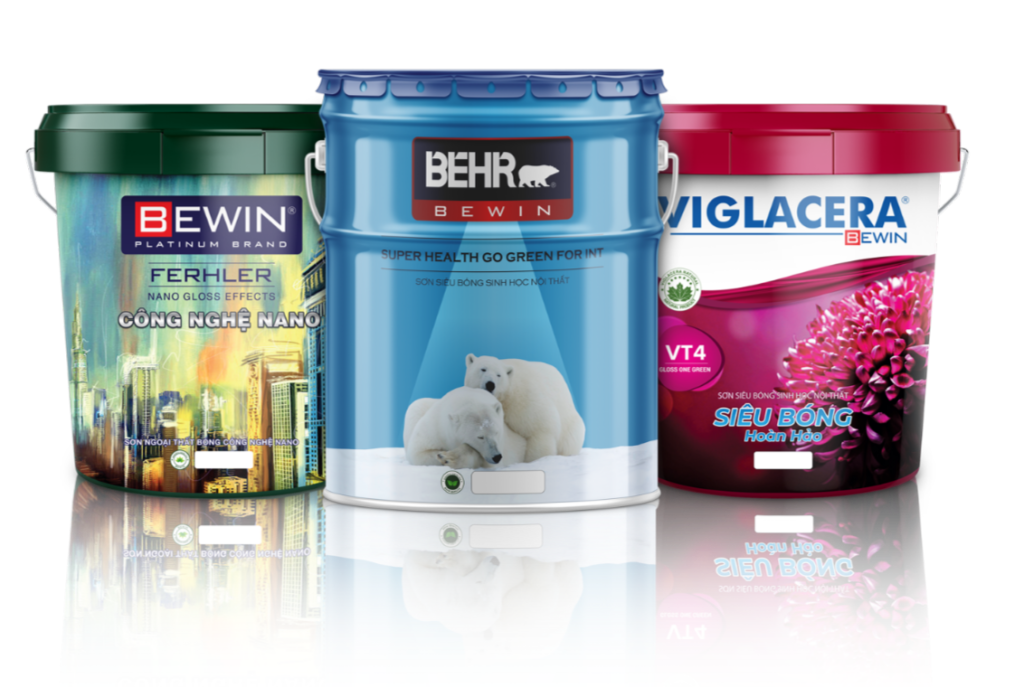 BEWIN®
PLATINUM BRAND
FERHLER
NANO GLOSS EFFECTS
CÔNG NGHỆ NANO
SƠN NGOẠI THẤT BÓNG CÔNG NGHỆ NANO
BEHR
BEWIN
SUPER HEALTH GO GREEN FOR INT
SƠN SIÊU BÓNG SINH HỌC NỘI THẤT
VIGLACERA®
BEWIN
VT4
GLOSS ONE GREEN
SƠN SIÊU BÓNG SINH HỌC NỘI THẤT
SIÊU BÓNG
Hoàn Hảo